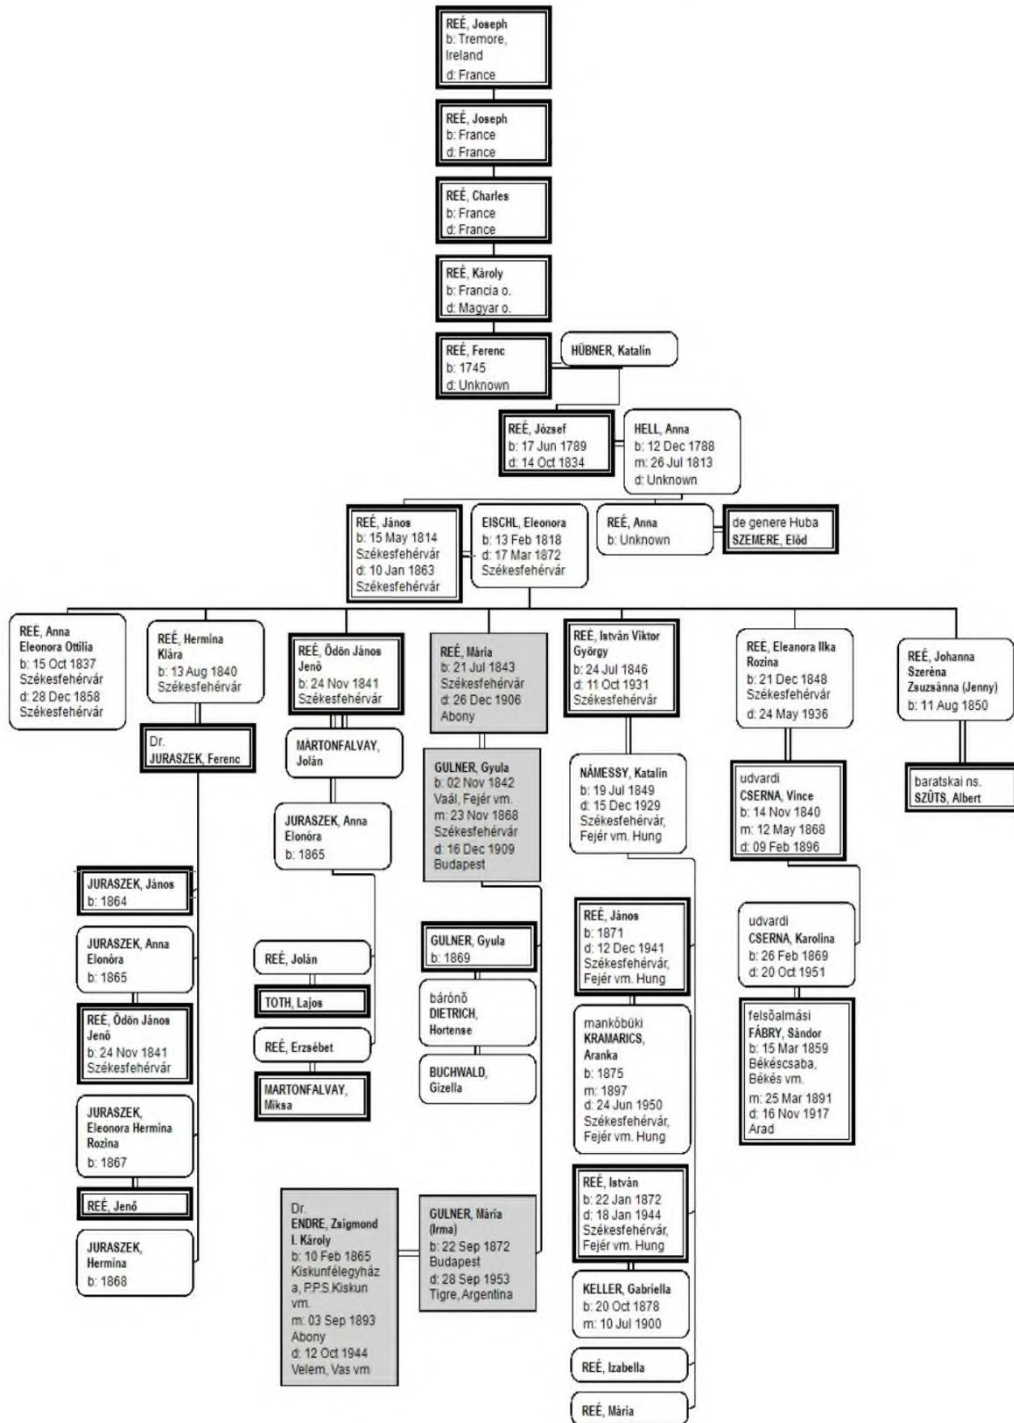 REÉ, Joseph
b: Tremore,
Ireland
d: France
REÉ, Joseph
b: France
d: France
REÉ, Charles
b: France
d: France
REÉ, Károly
b: Francia o.
d: Magyar o.
REÉ, Ferenc
b: 1745
d: Unknown
HÜBNER, Katalin
REÉ, József
b: 17 Jun 1789
d: 14 Oct 1834
HELL, Anna
b: 12 Dec 1788
m: 26 Jul 1813
d: Unknown
REÉ, János
b: 15 May 1814
Székesfehérvár
d: 10 Jan 1863
Székesfehérvár
EISCHL, Eleonora
b: 13 Feb 1818
d: 17 Mar 1872
Székesfehérvár
REÉ, Anna
b: Unknown
de genere Huba
SZEMERE, Elõd
REÉ, Anna
Eleonora Ottilia
b: 15 Oct 1837
Székesfehérvár
d: 28 Dec 1858
Székesfehérvár
REÉ, Hermina
Klára
b: 13 Aug 1840
Székesfehérvár
Dr.
JURASZEK, Ferenc
JURASZEK, János
b: 1864
JURASZEK, Anna
Elonóra
b: 1865
REÉ, Ödön János
Jenõ
b: 24 Nov 1841
Székesfehérvár
JURASZEK,
Eleonora Hermina
Rozina
b: 1867
REÉ, Jenő
JURASZEK,
Hermina
b: 1868
REÉ, Ödön János
Jenõ
b: 24 Nov 1841
Székesfehérvár
MÁRTONFALVAY,
Jolán
JURASZEK, Anna
Elonóra
b: 1865
REÉ, Jolán
TOTH, Lajos
REÉ, Erzsébet
MARTONFALVAY,
Miksa
REÉ, Mária
b: 21 Jul 1843
Székesfehérvár
d: 26 Dec 1906
Abony
GULNER, Gyula
b: 02 Nov 1842
Vaál, Fejér vm.
m: 23 Nov 1868
Székesfehérvár
d: 16 Dec 1909
Budapest
GULNER, Gyula
b: 1869
bárónõ
DIETRICH,
Hortense
BUCHWALD,
Gizella
Dr.
ENDRE, Zsigmond
I. Károly
b: 10 Feb 1865
Kiskunfélegyház
a, P.P.S.Kiskun
vm.
m: 03 Sep 1893
Abony
d: 12 Oct 1944
Velem, Vas vm
GULNER, Mária
(Irma)
b: 22 Sep 1872
Budapest
d: 28 Sep 1953
Tigre, Argentina
REÉ, István Viktor
György
b: 24 Jul 1846
d: 11 Oct 1931
Székesfehérvár
NÁMESSY, Katalin
b: 19 Jul 1849
d: 15 Dec 1929
Székesfehérvár,
Fejér vm. Hung
REÉ, János
b: 1871
d: 12 Dec 1941
Székesfehérvár,
Fejér vm. Hung
mankóbüki
KRAMARICS,
Aranka
b: 1875
m: 1897
d: 24 Jun 1950
Székesfehérvár,
Fejér vm. Hung
REÉ, István
b: 22 Jan 1872
d: 18 Jan 1944
Székesfehérvár,
Fejér vm. Hung
KELLER, Gabriella
b: 20 Oct 1878
m: 10 Jul 1900
REÉ, Izabella
REÉ, Mária
REÉ, Eleanora Ilka
Rozina
b: 21 Dec 1848
Székesfehérvár
d: 24 May 1936
udvardi
CSERNA, Vince
b: 14 Nov 1840
m: 12 May 1868
d: 09 Feb 1896
udvardi
CSERNA, Karolina
b: 26 Feb 1869
d: 20 Oct 1951
felsõalmási
FÁBRY, Sándor
b: 15 Mar 1859
Békéscsaba,
Békés vm.
m: 25 Mar 1891
d: 16 Nov 1917
Arad
REÉ, Johanna
Szeréna
Zsuzsánna (Jenny)
b: 11 Aug 1850
baratskai ns.
SZÛTS, Albert